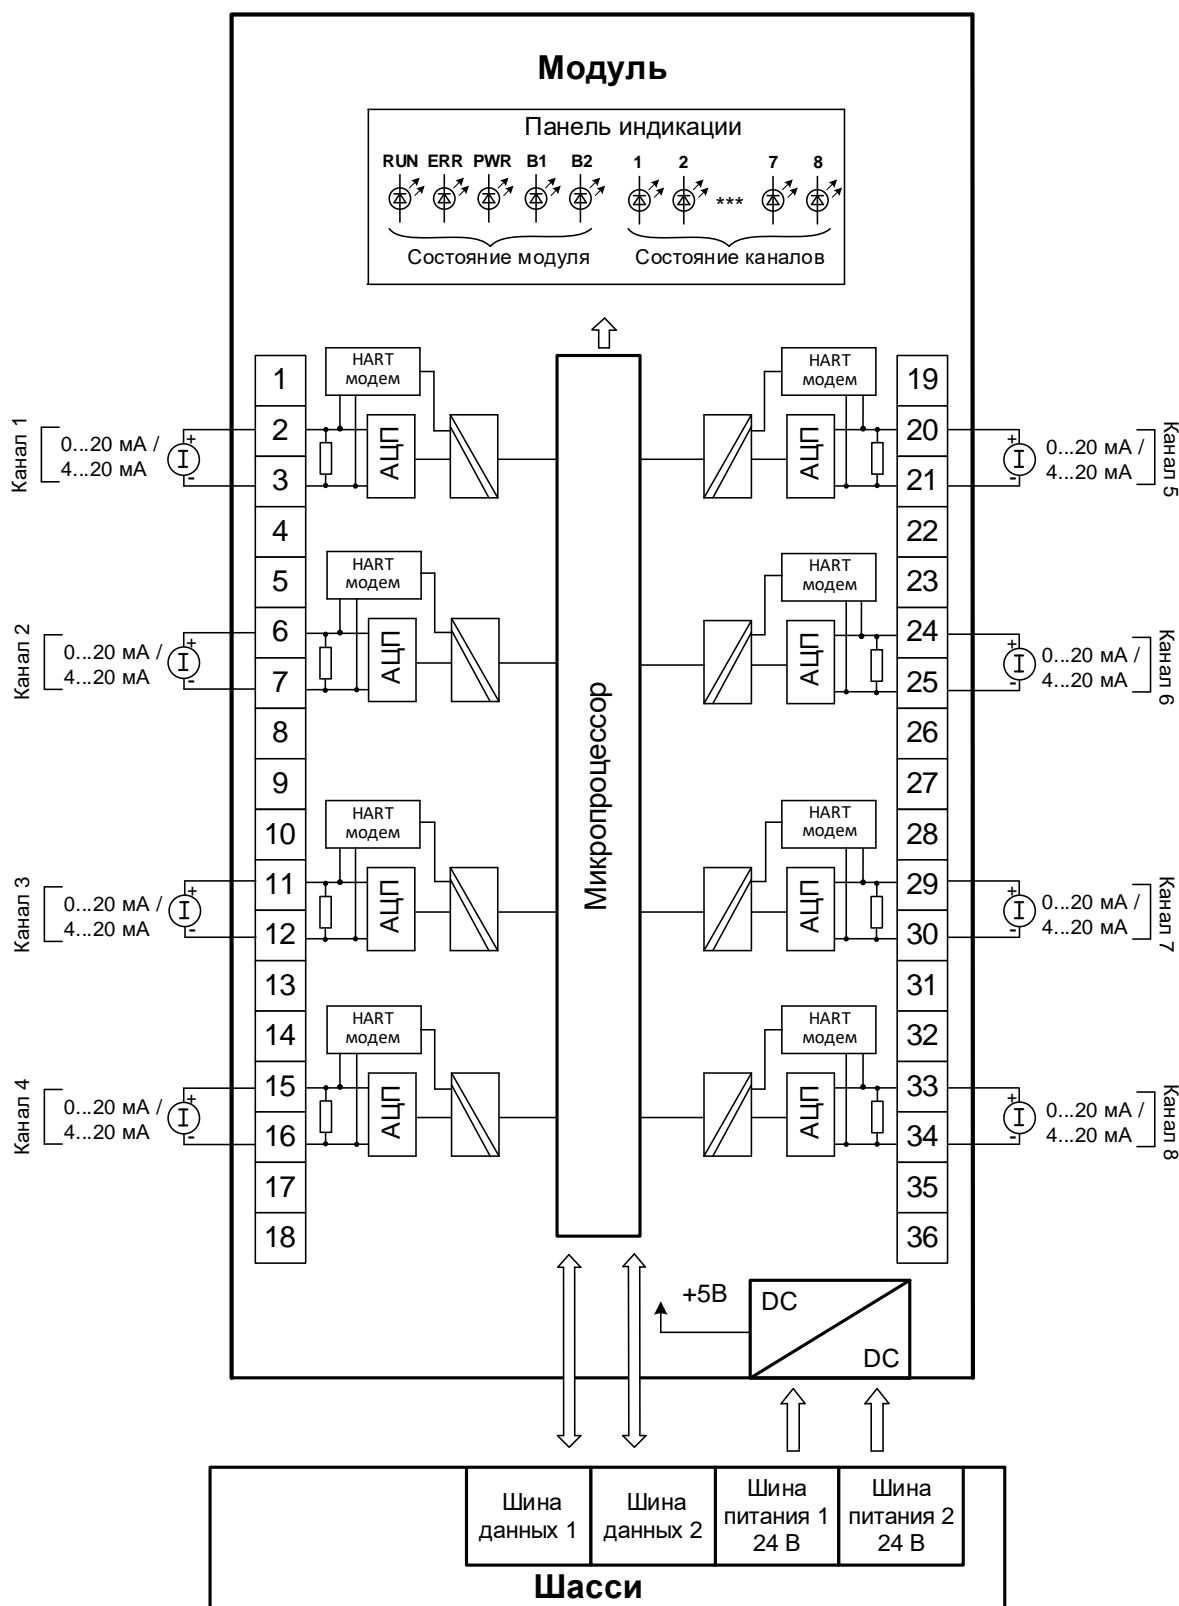 Модуль
Панель индикации
RUN ERR PWR B1 B2 1 2 *** 7 8
Состояние модуля Состояние каналов
Канал 1
0...20 мА /
4...20 мА
+
I
-
Канал 2
0...20 мА /
4...20 мА
+
I
-
Канал 3
0...20 мА /
4...20 мА
+
I
-
Канал 4
0...20 мА /
4...20 мА
+
I
-
1
2
3
4
5
6
7
8
9
10
11
12
13
14
15
16
17
18
HART
модем
АЦП
HART
модем
АЦП
HART
модем
АЦП
HART
модем
АЦП
Микропроцессор
HART
модем
АЦП
HART
модем
АЦП
HART
модем
АЦП
HART
модем
АЦП
19
20
21
22
23
24
25
26
27
28
29
30
31
32
33
34
35
36
+
I
-
0...20 мА /
4...20 мА
Канал 5
+
I
-
0...20 мА /
4...20 мА
Канал 6
+
I
-
0...20 мА /
4...20 мА
Канал 7
+
I
-
0...20 мА /
4...20 мА
Канал 8
+5В
DC
DC
Шина
данных 1
Шина
данных 2
Шина
питания 1
24 В
Шина
питания 2
24 В
Шасси